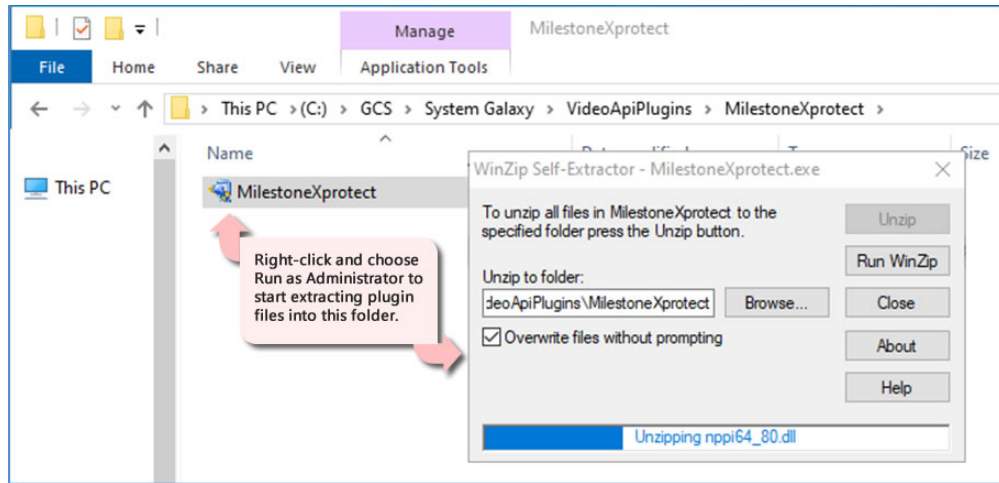 Manage
MilestoneXprotect
File Home Share View Application Tools
This PC > (C:) > GCS > System Galaxy > VideoApiPlugins > MilestoneXprotect >
Name
Size
This PC
MilestoneXprotect
Right-click and choose
Run as Administrator to
start extracting plugin
files into this folder.
WinZip Self-Extractor - MilestoneXprotect.exe
To unzip all files in MilestoneXprotect to the
specified folder press the Unzip button.
Unzip to folder:
deoApiPlugins\MilestoneXprotect
Browse...
Overwrite files without prompting
Unzip
Run WinZip
Close
About
Help
Unzipping nppi64_80.dll